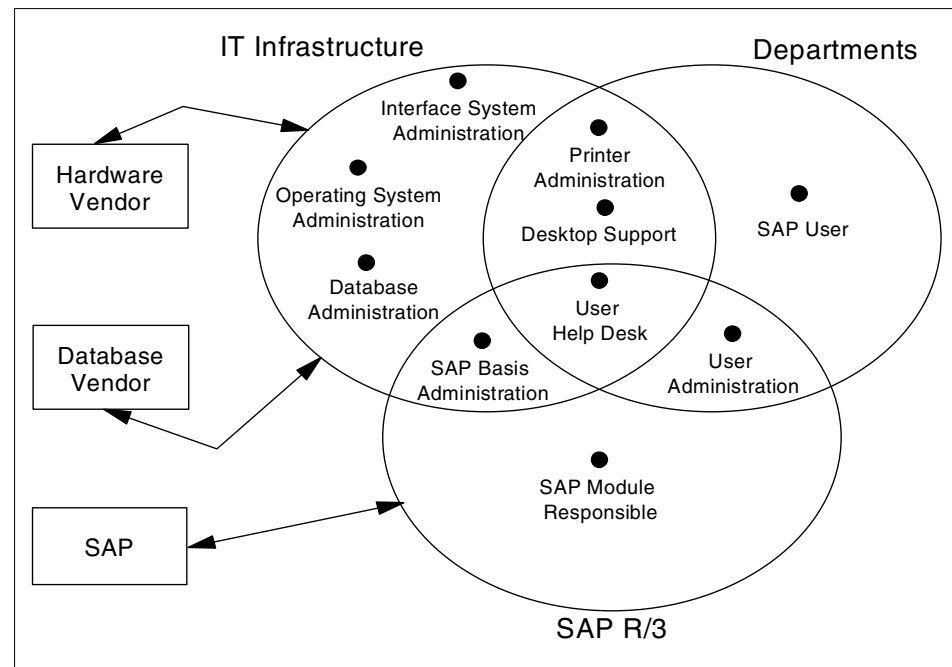 IT Infrastructure
Departments
Interface System
Administration
Printer
Administration
Hardware
Vendor
Operating System
Administration
Desktop Support
SAP User
Database
Administration
User
Help Desk
Database
Vendor
SAP Basis
Administration
User
Administration
SAP Module
Responsible
SAP
SAP R/3